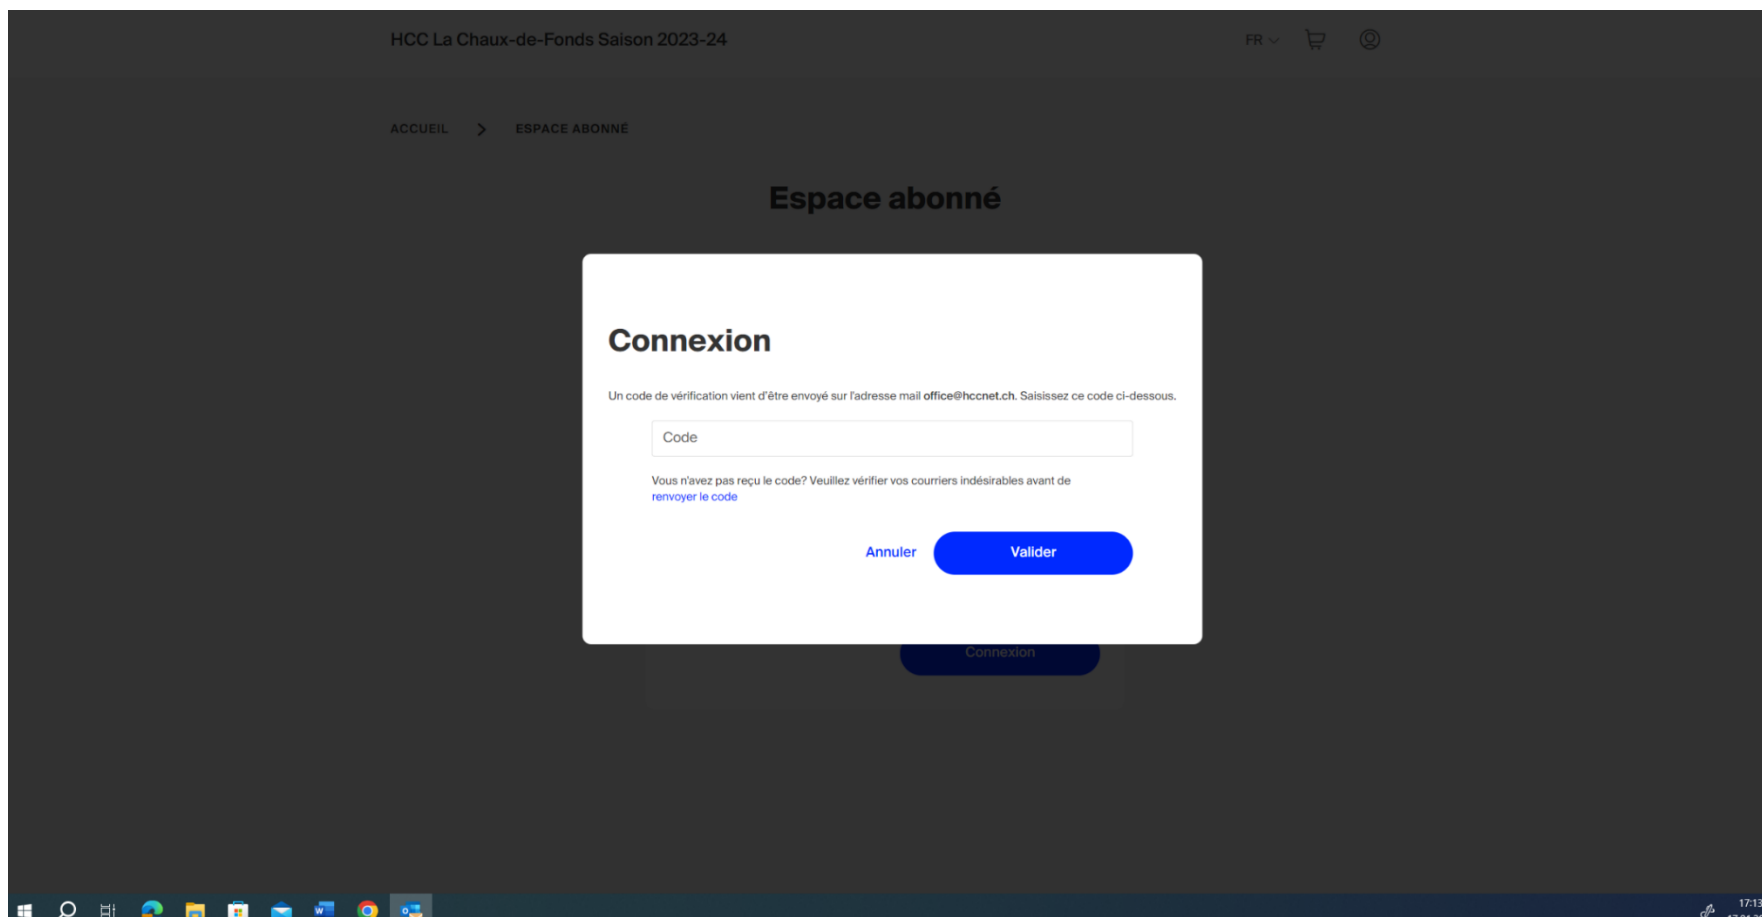 HCC La Chaux-de-Fonds Saison 2023-24
FR
ACCUEIL > ESPACE ABONNÉ
Espace abonné
Connexion
Un code de vérification vient d'être envoyé sur l'adresse mail office@hccnet.ch. Saisissez ce code ci-dessous.
Code
Vous n'avez pas reçu le code? Veuillez vérifier vos courriers indésirables avant de
renvoyer le code
Annuler
Valider
Connexion
17:13